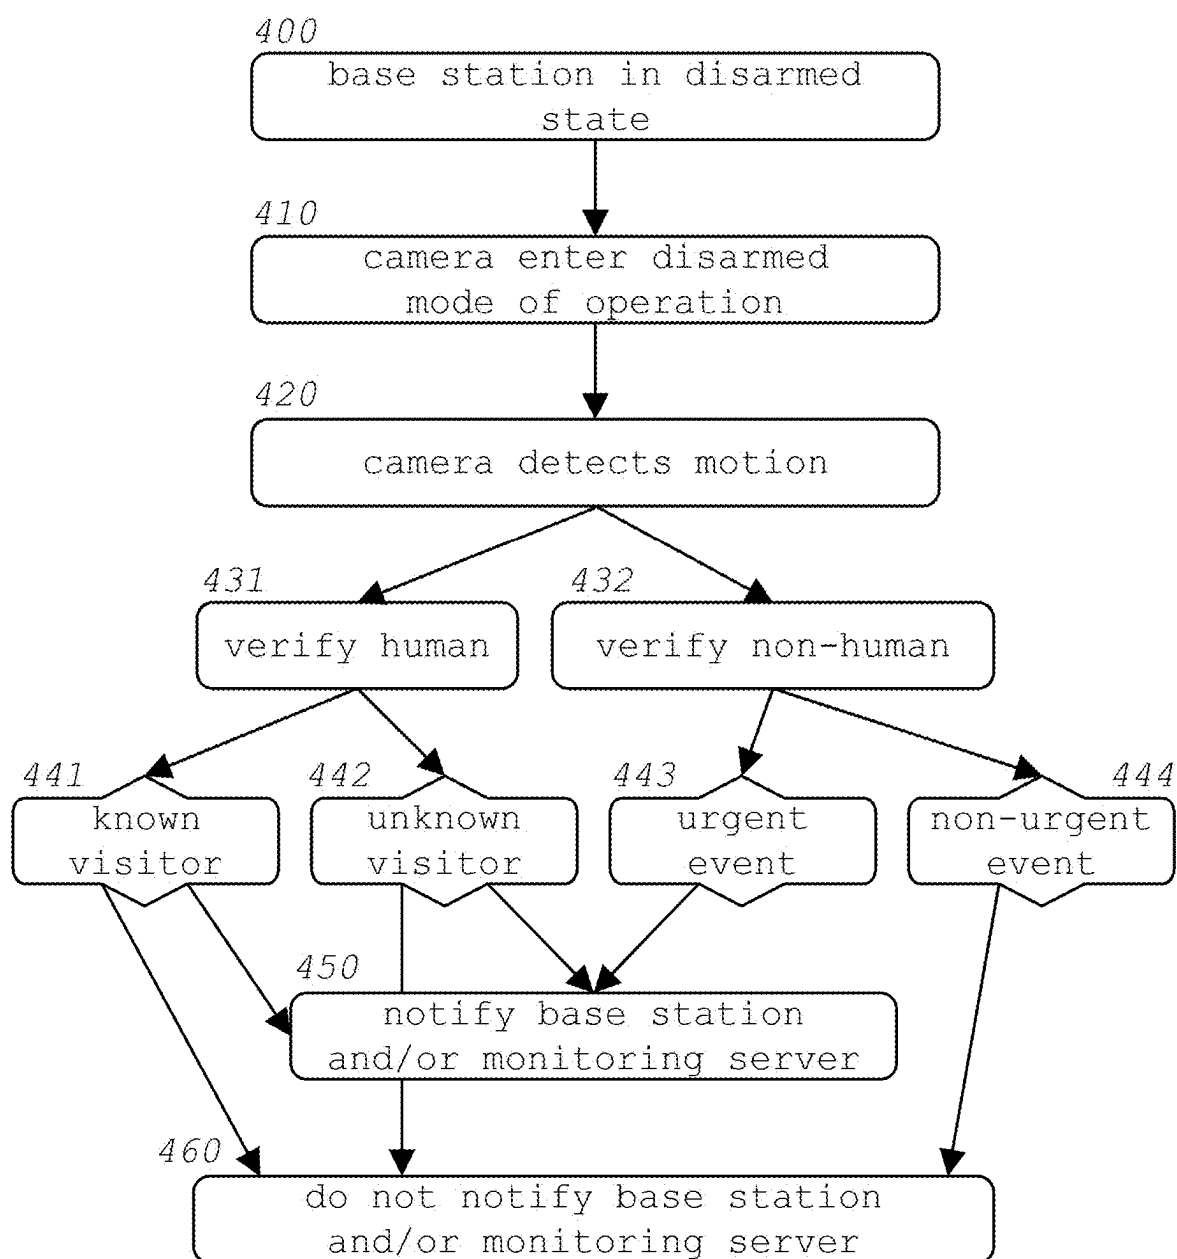 400
base station in disarmed
state
410
camera enter disarmed
mode of operation
420
camera detects motion
431
verify human
432
verify non-human
441
known
visitor
442
unknown
visitor
443
urgent
event
444
non-urgent
event
450
notify base station
and/or monitoring server
460
do not notify base station
and/or monitoring server